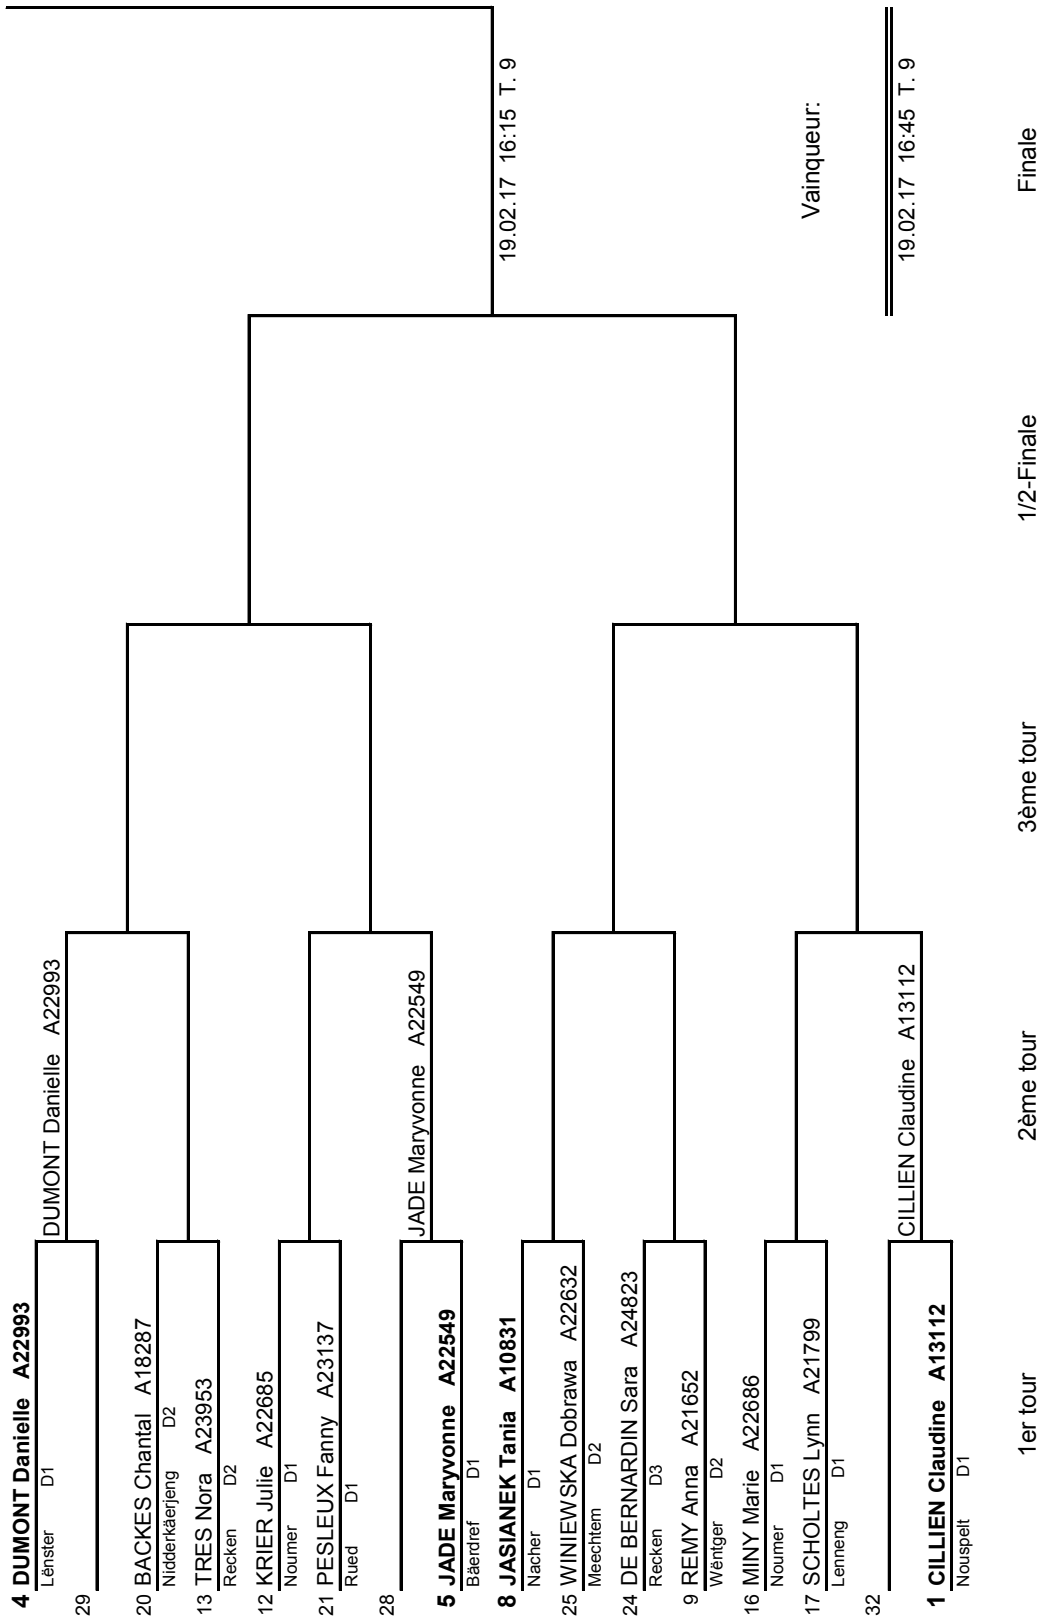 4 DUMONT Danielle A22993
Lënster D1
29
20 BACKES Chantal A18287
Nidderkäerjeng D2
13 TRES Nora A23953
Recken D2
12 KRIER Julie A22685
Noumer D1
21 PESLEUX Fanny A23137
Rued D1
28
5 JADE Maryvonne A22549
Bäerdref D1
8 JASIANEK Tania A10831
Nacher D1
25 WINIEWSKA Dobrawa A22632
Meechtem D2
24 DE BERNARDIN Sara A24823
Recken D3
9 REMY Anna A21652
Wëntger D2
16 MINY Marie A22686
Noumer D1
17 SCHOLTES Lynn A21799
Lenneng D1
32
1 CILLIEN Claudine A13112
Nouspelt D1
DUMONT Danielle A22993
JADE Maryvonne A22549
CILLIEN Claudine A13112
19.02.17 16:15 T. 9
Vainqueur:
19.02.17 16:45 T. 9
1er tour
2ème tour
3ème tour
1/2-Finale
Finale